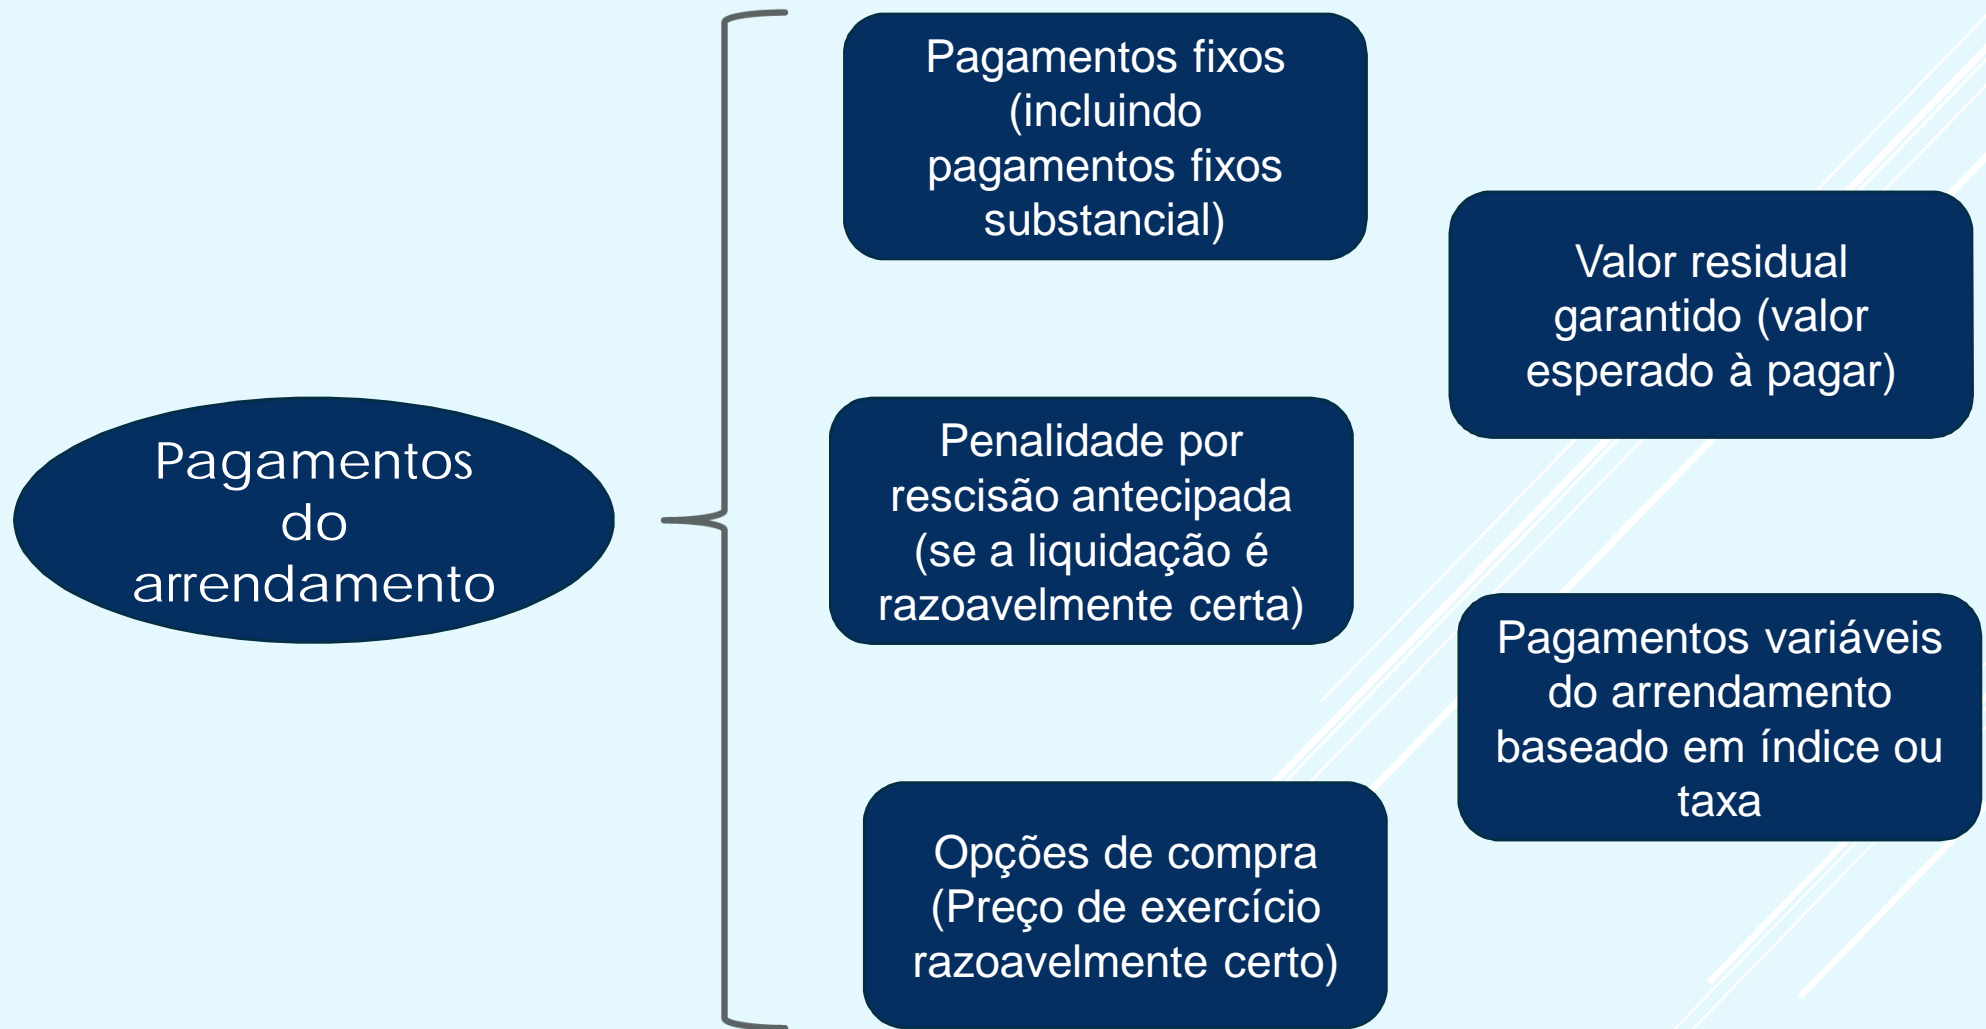 Pagamentos
do
arrendamento
Pagamentos fixos
(incluindo
pagamentos fixos
substancial)
Valor residual
garantido (valor
esperado à pagar)
Penalidade por
rescisão antecipada
(se a liquidação é
razoavelmente certa)
Pagamentos variáveis
do arrendamento
baseado em índice ou
taxa
Opções de compra
(Preço de exercício
razoavelmente certo)